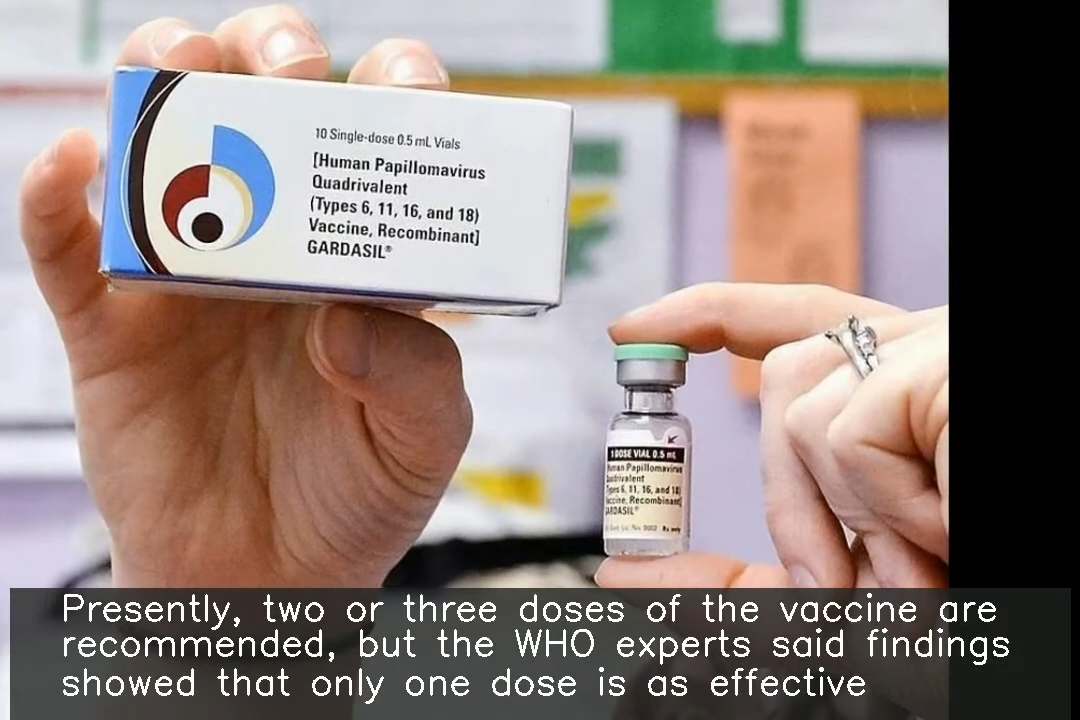 10 Single-dose 0.5 mL Vials
[Human Papillomavirus
Quadrivalent
(Types 6, 11, 16, and 18)
Vaccine, Recombinant]
GARDASIL®
1 DOSE VIAL 0.5 mL
Human Papillomavirus
Quadrivalent
Types 6, 11, 16, and 18)
Vaccine, Recombinant]
GARDASIL®
Rx only
Presently, two or three doses of the vaccine are
recommended, but the WHO experts said findings
showed that only one dose is as effective